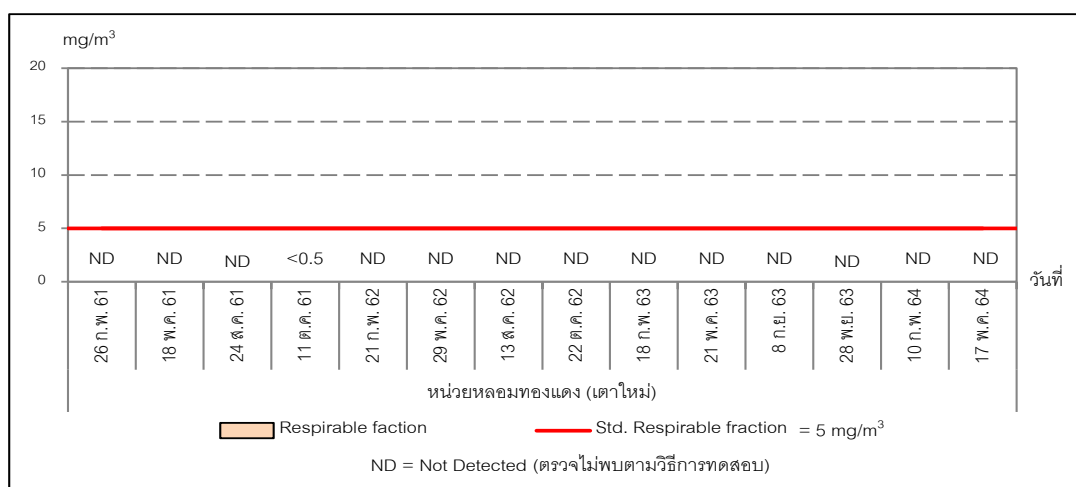 mg/m³
20
15
10
5
ND ND ND <0.5 ND ND ND ND ND ND ND ND ND ND
0
วันที่
26 ก.พ. 61
18 พ.ค. 61
24 ส.ค. 61
11 ต.ค. 61
21 ก.พ. 62
29 พ.ค. 62
13 ส.ค. 62
22 ต.ค. 62
18 ก.พ. 63
21 พ.ค. 63
8 ก.ย. 63
28 พ.ย. 63
10 ก.พ. 64
17 พ.ค. 64
หน่วยหลอมทองแดง (เตาใหม่)
Respirable faction Std. Respirable fraction = 5 mg/m³
ND = Not Detected (ตรวจไม่พบตามวิธีการทดสอบ)